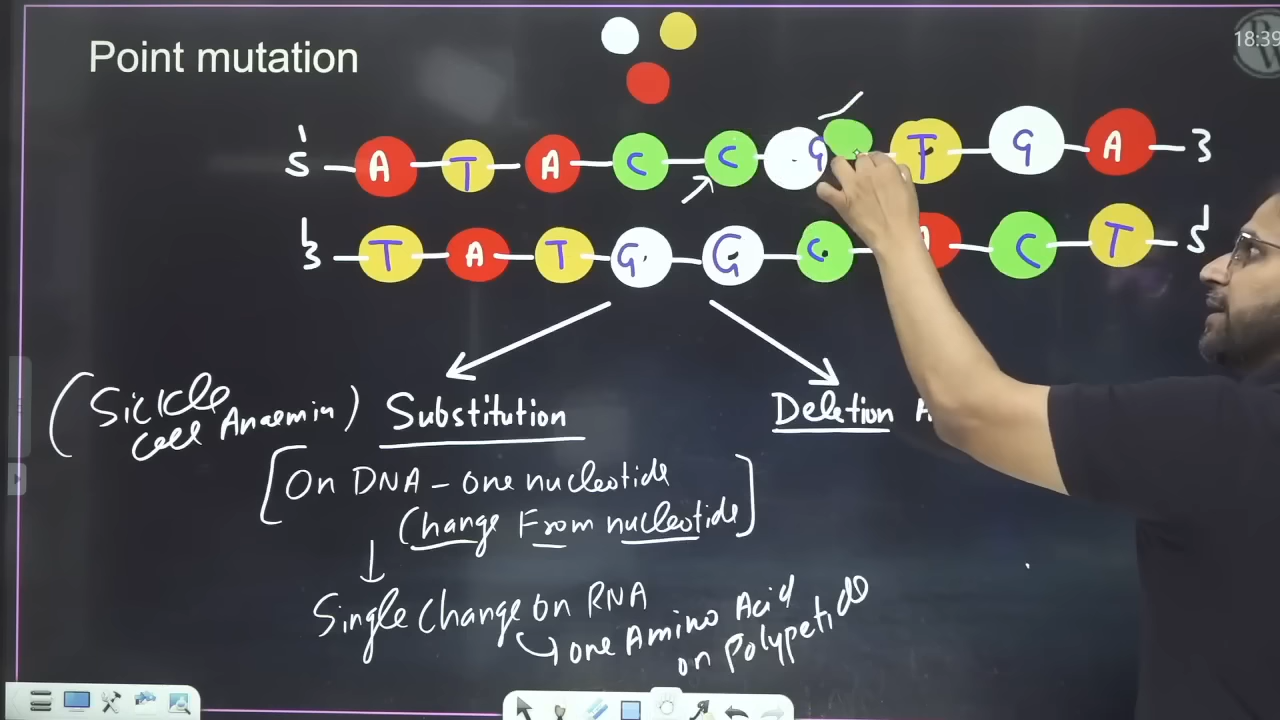 Point mutation
18:39
5' A T A C C G T G A 3
3' T A T G G C A C T 5'
(Sickle cell Anaemia) Substitution
Deletion
[On DNA - one nucleotide
Change From nucleotide]
↓
Single change on RNA
↳ one Amino Acid
on Polypetide